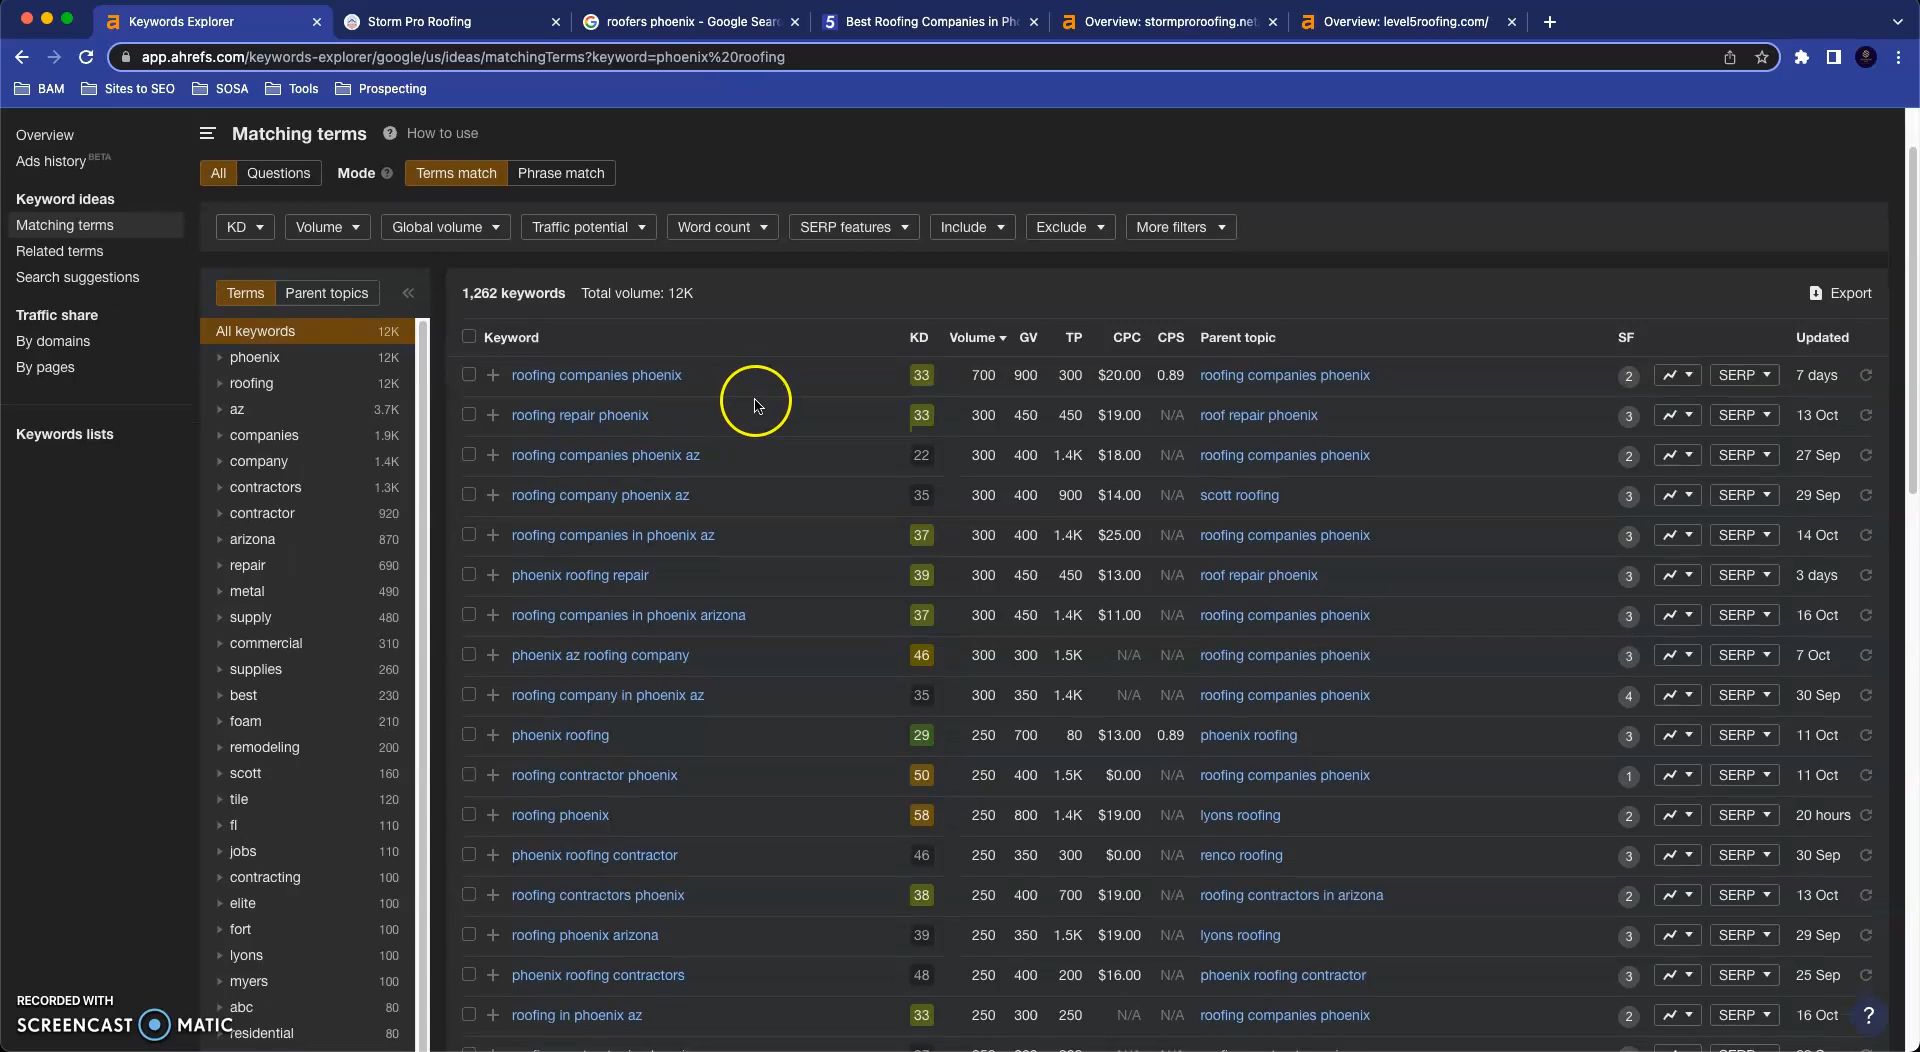 Keywords Explorer
Storm Pro Roofing
roofers phoenix - Google Sear
Best Roofing Companies in Ph
Overview: stormproroofing.net
Overview: level5roofing.com/
app.ahrefs.com/keywords-explorer/google/us/ideas/matchingTerms?keyword=phoenix%20roofing
BAM Sites to SEO SOSA Tools Prospecting
Overview
Ads history BETA
Keyword ideas
Matching terms
Related terms
Search suggestions
Traffic share
By domains
By pages
Keywords lists
Matching terms ? How to use
All Questions Mode ? Terms match Phrase match
KD Volume Global volume Traffic potential Word count SERP features Include Exclude More filters
Terms Parent topics
All keywords 12K
phoenix 12K
roofing 12K
az 3.7K
companies 1.9K
company 1.4K
contractors 1.3K
contractor 920
arizona 870
repair 690
metal 490
supply 480
commercial 310
supplies 260
best 230
foam 210
remodeling 200
scott 160
tile 120
fl 110
jobs 110
contracting 100
elite 100
fort 100
lyons 100
myers 100
abc 80
residential 80
1,262 keywords Total volume: 12K Export
Keyword KD Volume GV TP CPC CPS Parent topic SF Updated
roofing companies phoenix 33 700 900 300 $20.00 0.89 roofing companies phoenix 2 SERP 7 days
roofing repair phoenix 33 300 450 450 $19.00 N/A roof repair phoenix 3 SERP 13 Oct
roofing companies phoenix az 22 300 400 1.4K $18.00 N/A roofing companies phoenix 2 SERP 27 Sep
roofing company phoenix az 35 300 400 900 $14.00 N/A scott roofing 3 SERP 29 Sep
roofing companies in phoenix az 37 300 400 1.4K $25.00 N/A roofing companies phoenix 3 SERP 14 Oct
phoenix roofing repair 39 300 450 450 $13.00 N/A roof repair phoenix 3 SERP 3 days
roofing companies in phoenix arizona 37 300 450 1.4K $11.00 N/A roofing companies phoenix 3 SERP 16 Oct
phoenix az roofing company 46 300 300 1.5K N/A N/A roofing companies phoenix 3 SERP 7 Oct
roofing company in phoenix az 35 300 350 1.4K N/A N/A roofing companies phoenix 4 SERP 30 Sep
phoenix roofing 29 250 700 80 $13.00 0.89 phoenix roofing 3 SERP 11 Oct
roofing contractor phoenix 50 250 400 1.5K $0.00 N/A roofing companies phoenix 1 SERP 11 Oct
roofing phoenix 58 250 800 1.4K $19.00 N/A lyons roofing 2 SERP 20 hours
phoenix roofing contractor 46 250 350 300 $0.00 N/A renco roofing 3 SERP 30 Sep
roofing contractors phoenix 38 250 400 700 $19.00 N/A roofing contractors in arizona 2 SERP 13 Oct
roofing phoenix arizona 39 250 350 1.5K $19.00 N/A lyons roofing 3 SERP 29 Sep
phoenix roofing contractors 48 250 400 200 $16.00 N/A phoenix roofing contractor 3 SERP 25 Sep
roofing in phoenix az 33 250 300 250 N/A N/A roofing companies phoenix 2 SERP 16 Oct
?
RECORDED WITH
SCREENCAST MATIC